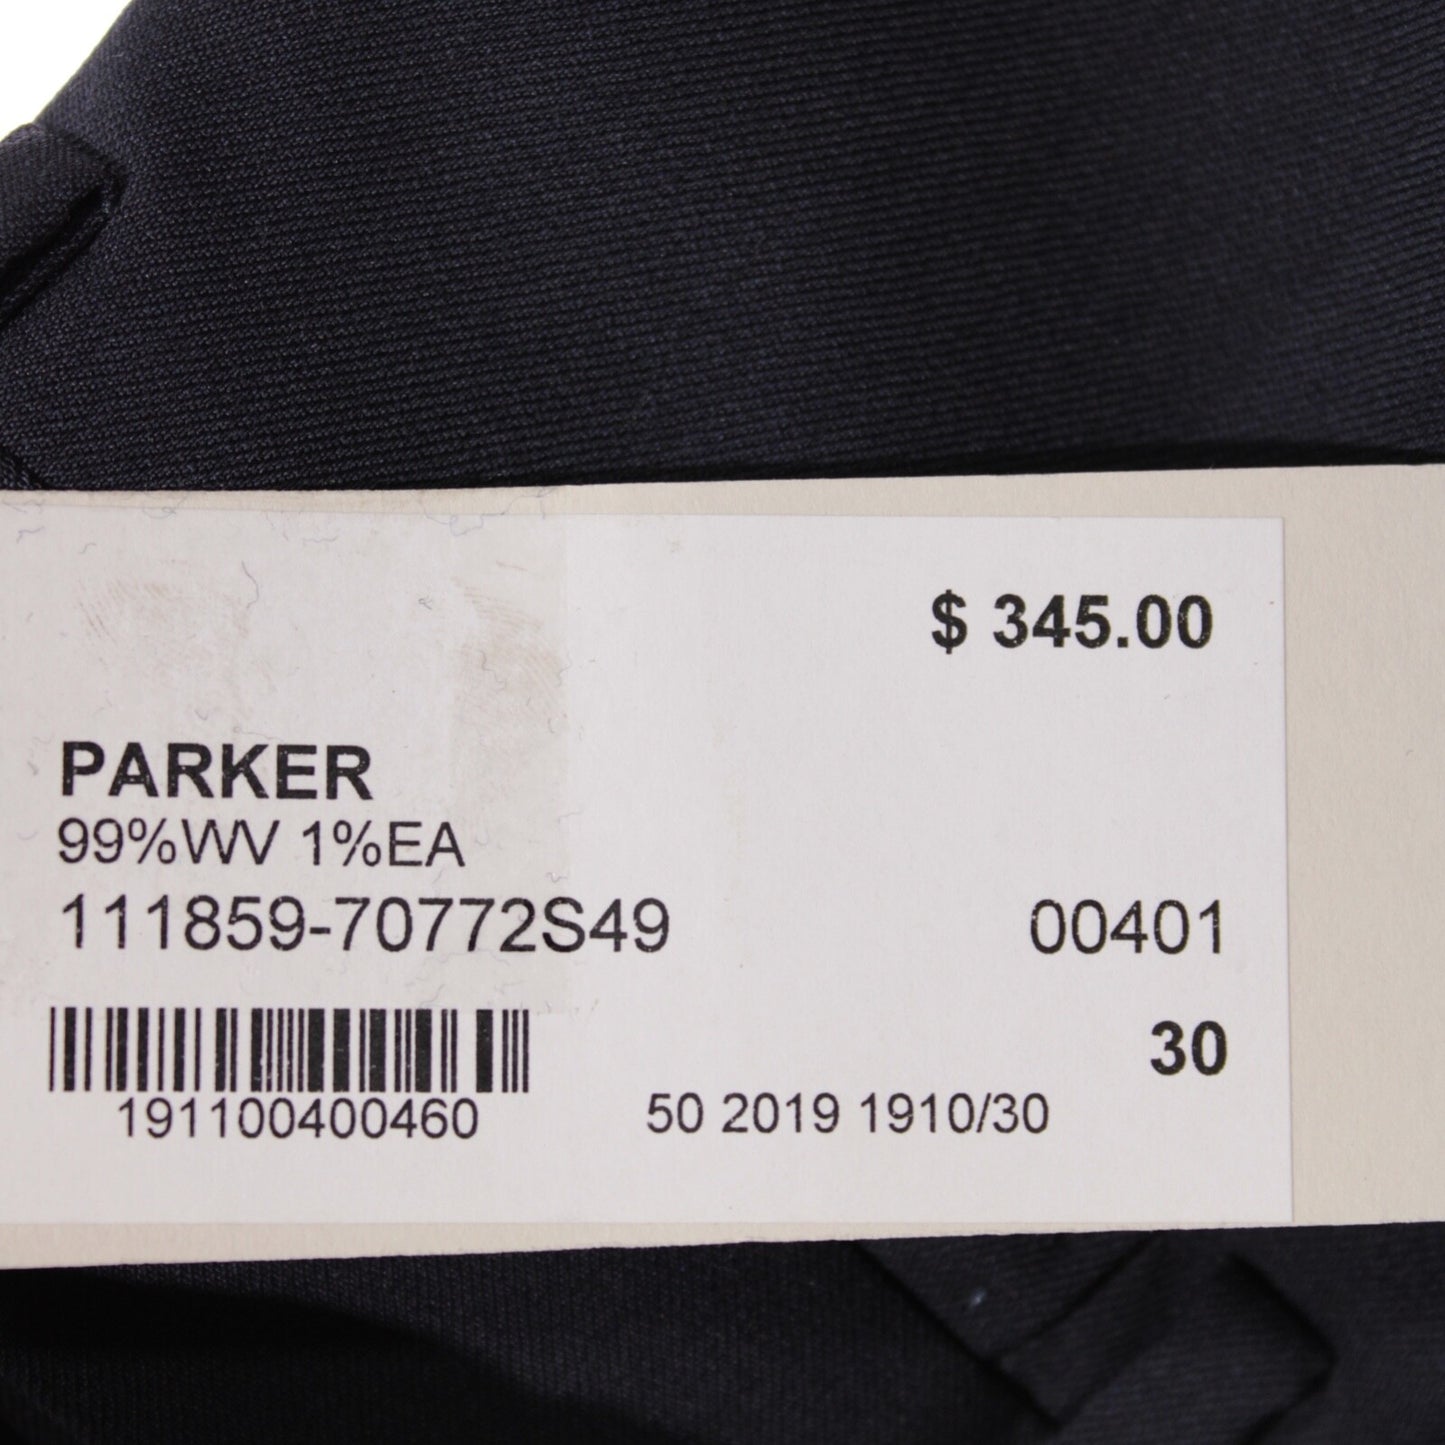 $ 345.00
PARKER
99%WV 1%EA
111859-70772S49 00401
30
191100400460 50 2019 1910/30